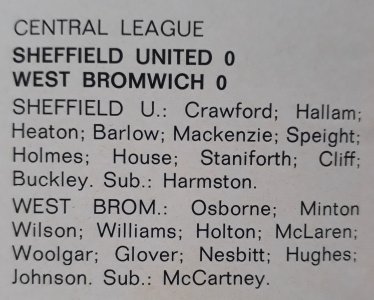 CENTRAL LEAGUE
SHEFFIELD UNITED 0
WEST BROMWICH 0
SHEFFIELD U.: Crawford; Hallam;
Heaton; Barlow; Mackenzie; Speight;
Holmes; House; Staniforth; Cliff;
Buckley. Sub.: Harmston.
WEST BROM.: Osborne; Minton
Wilson; Williams; Holton; McLaren;
Woolgar; Glover; Nesbitt; Hughes;
Johnson. Sub.: McCartney.